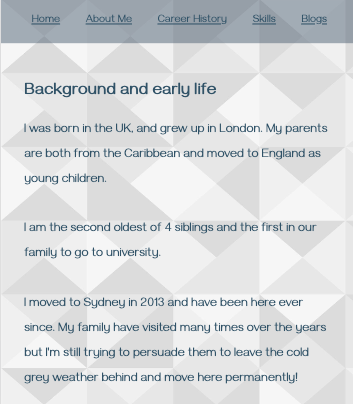 Home About Me Career History Skills Blogs
Background and early life
I was born in the UK, and grew up in London. My parents
are both from the Caribbean and moved to England as
young children.
I am the second oldest of 4 siblings and the first in our
family to go to university.
I moved to Sydney in 2013 and have been here ever
since. My family have visited many times over the years
but I'm still trying to persuade them to leave the cold
grey weather behind and move here permanently!